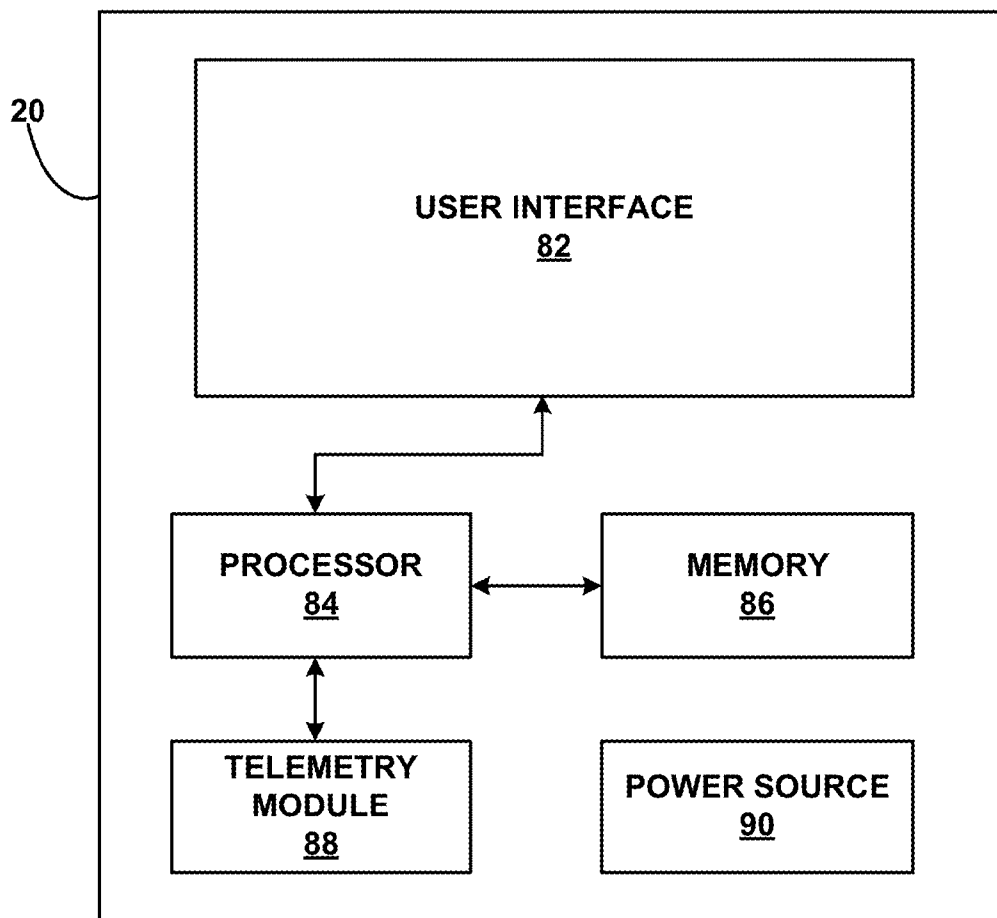 20
USER INTERFACE
82
PROCESSOR
84
MEMORY
86
TELEMETRY
MODULE
88
POWER SOURCE
90